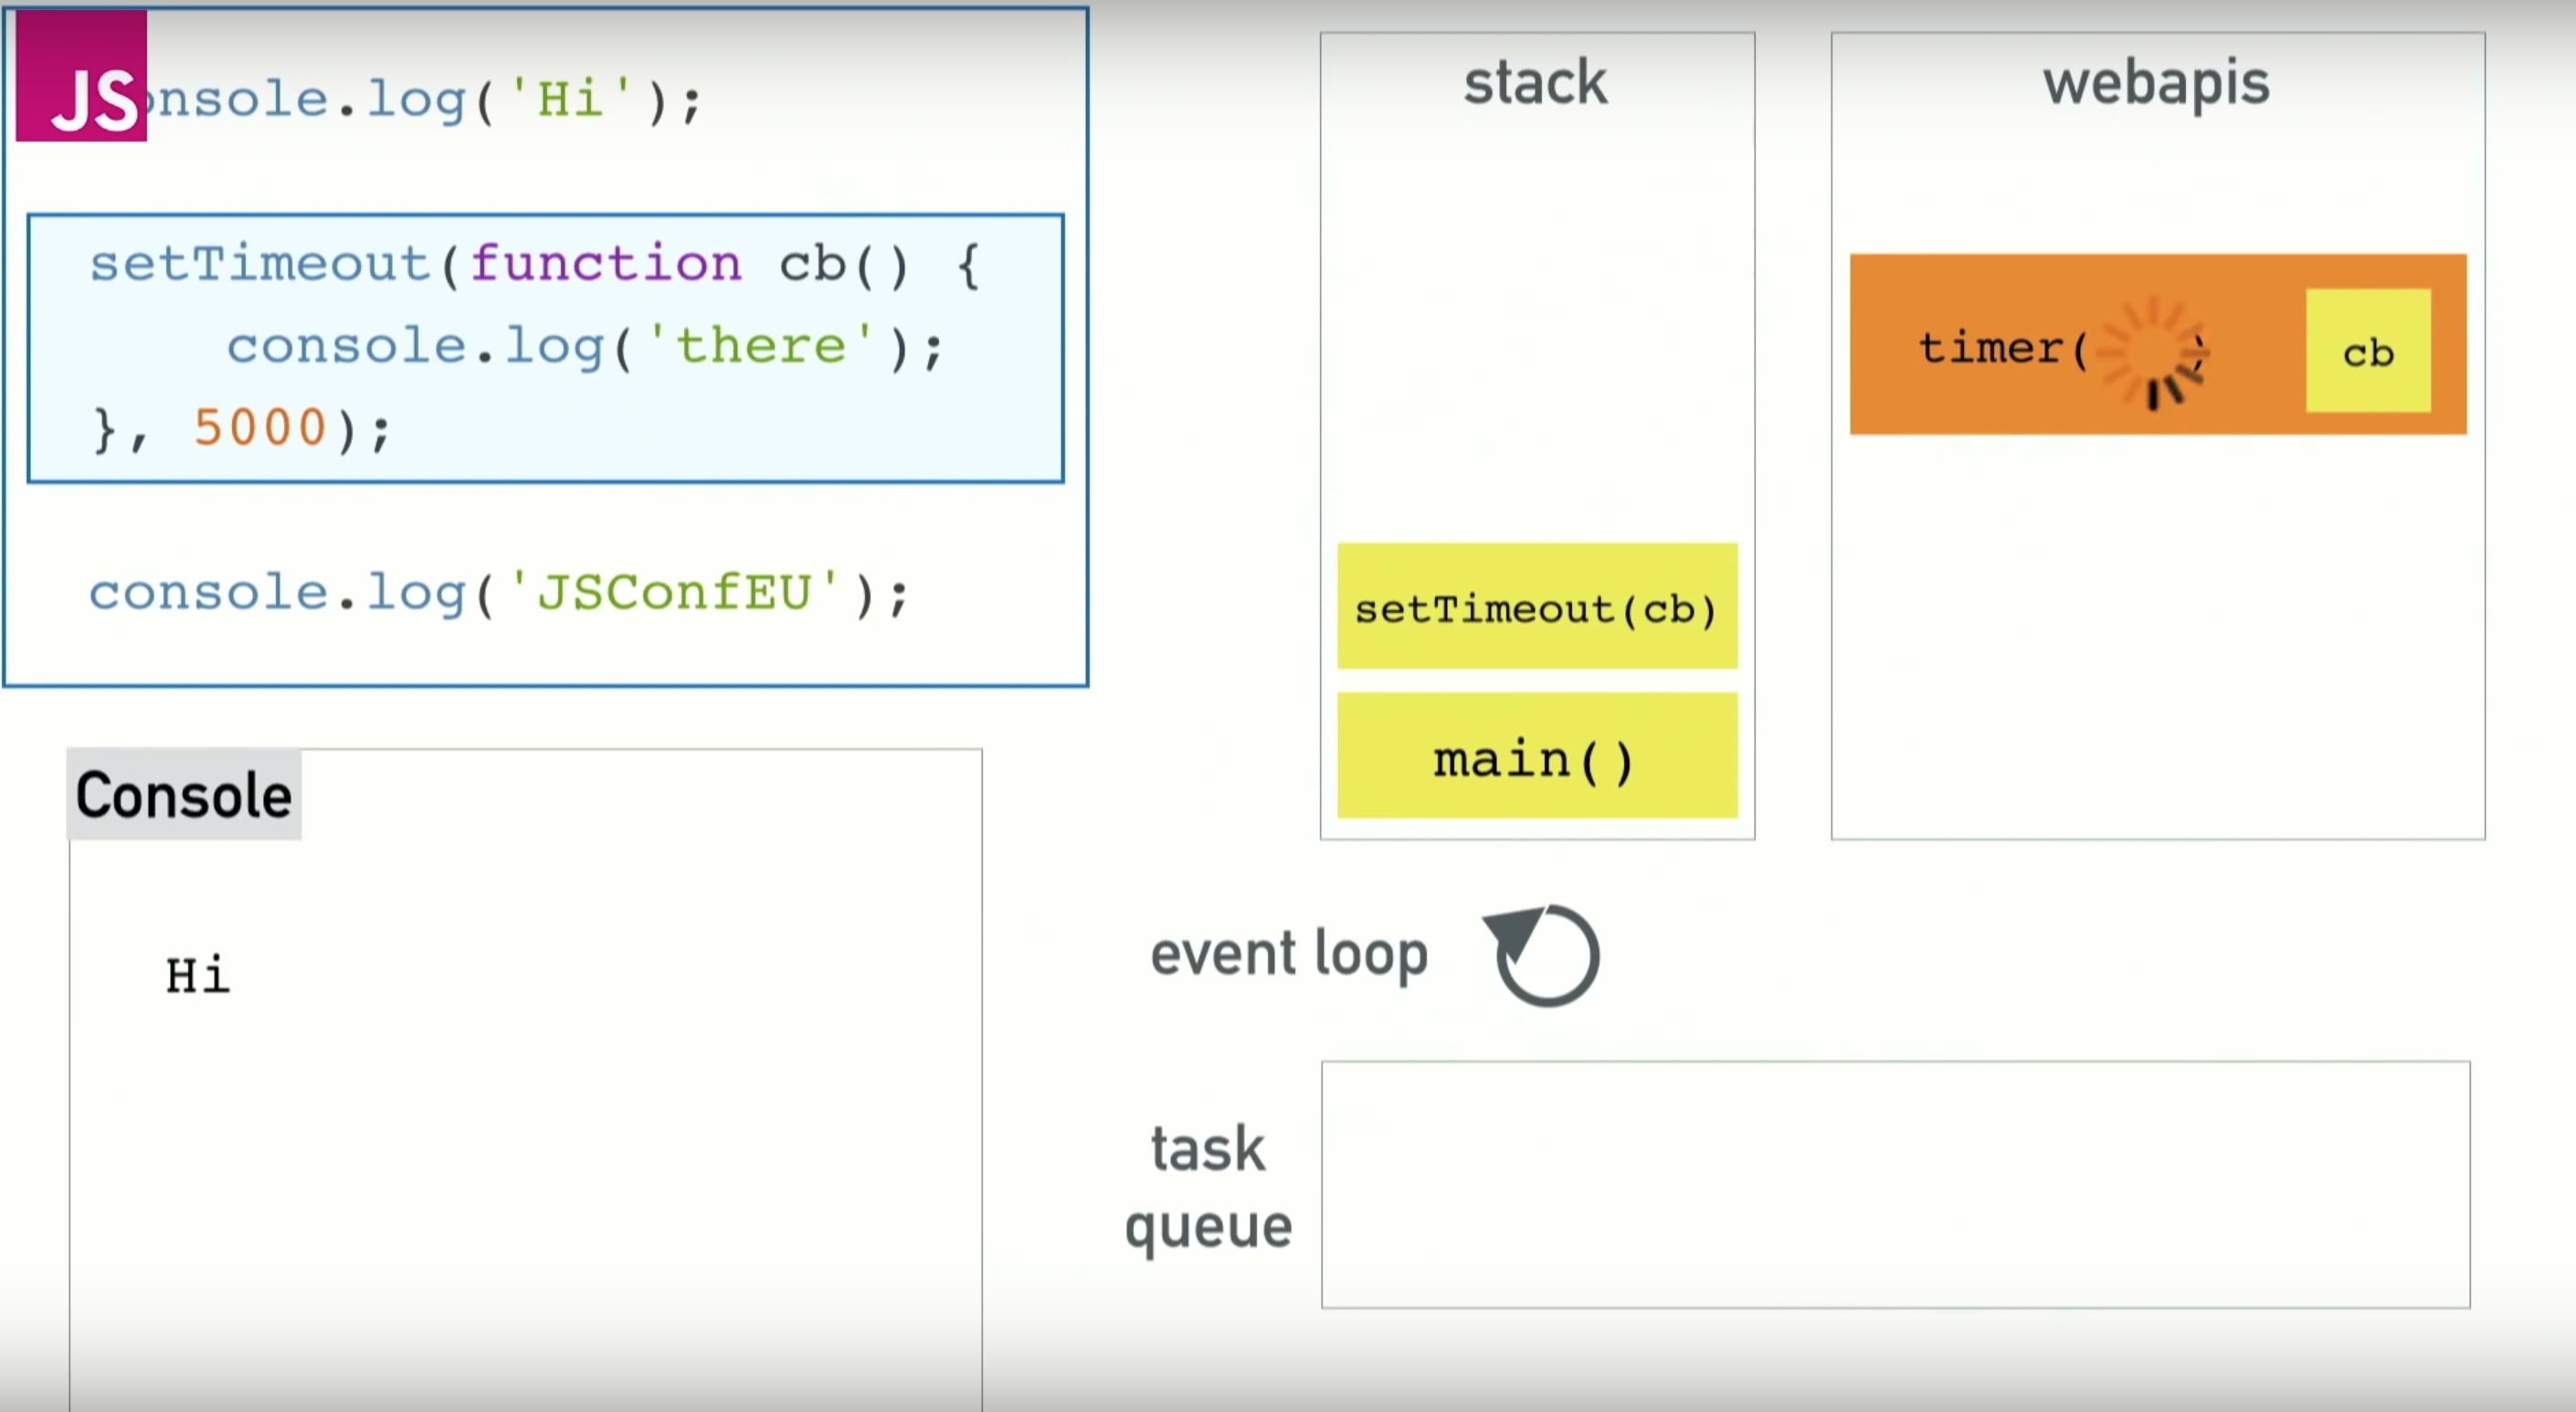 JS
onsole.log('Hi');
setTimeout(function cb() {
console.log('there');
}, 5000);
console.log('JSConfEU');
Console
Hi
stack
setTimeout(cb)
main()
webapis
timer( )
cb
event loop
task
queue